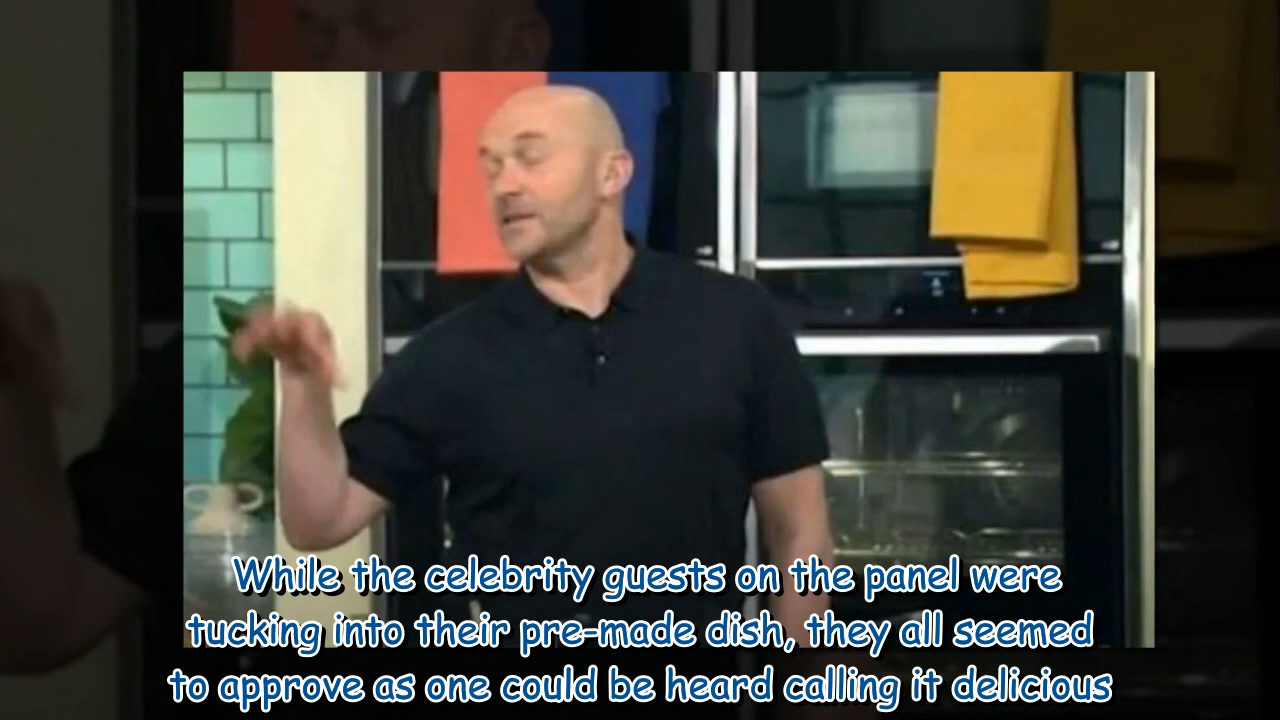 While the celebrity guests on the panel were
tucking into their pre-made dish, they all seemed
to approve as one could be heard calling it delicious